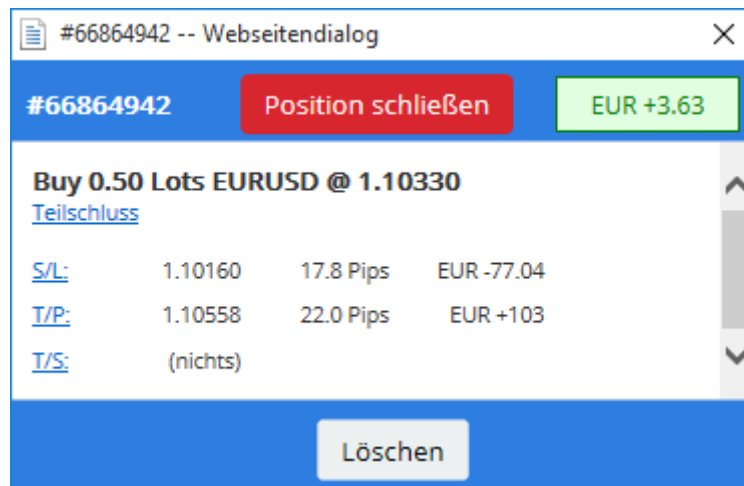 #66864942 -- Webseitendialog
#66864942 Position schließen EUR +3.63
Buy 0.50 Lots EURUSD @ 1.10330
Teilschluss
S/L: 1.10160 17.8 Pips EUR -77.04
T/P: 1.10558 22.0 Pips EUR +103
T/S: (nichts)
Löschen